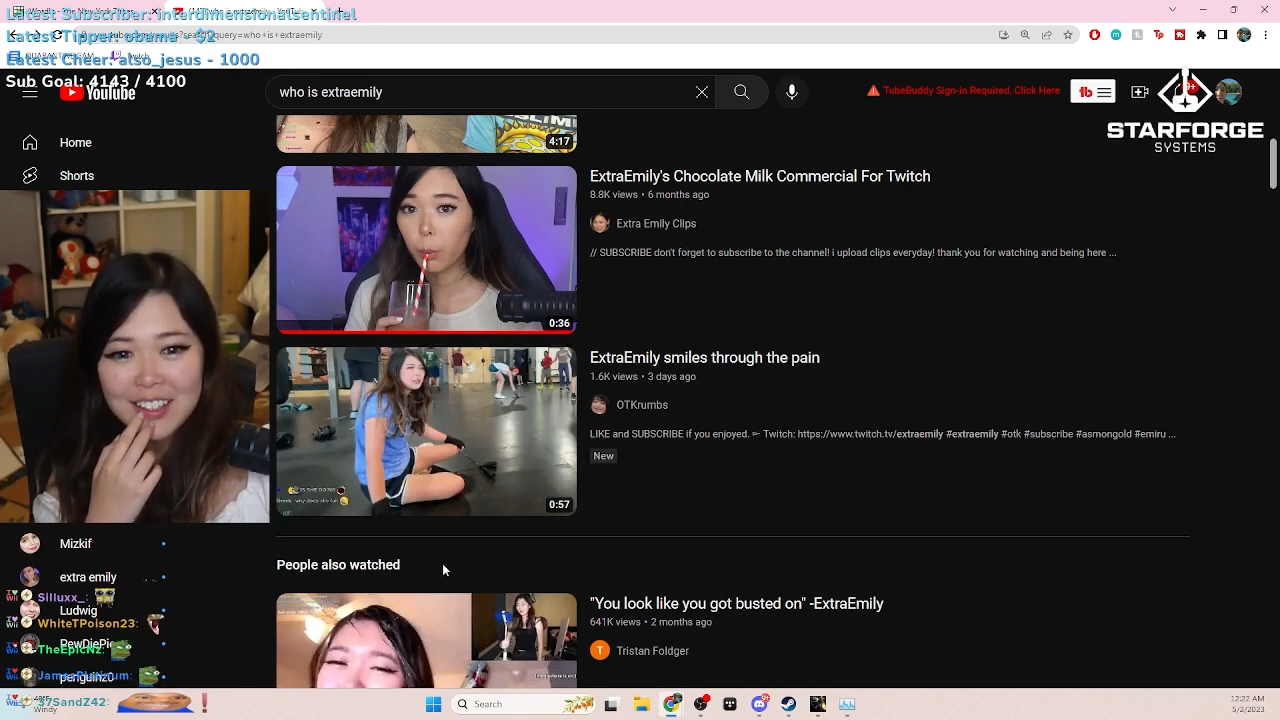 Latest Subscriber: interdimensionalsentinel
Latest Tipper: obama - $2
Latest Cheer: also_jesus - 1000
Sub Goal: 4143 / 4100
YouTube
who is extraemily
TubeBuddy Sign-in Required, Click Here
STARFORGE
SYSTEMS
Home
Shorts
4:17
ExtraEmily's Chocolate Milk Commercial For Twitch
8.8K views • 6 months ago
Extra Emily Clips
// SUBSCRIBE don't forget to subscribe to the channel! i upload clips everyday! thank you for watching and being here ...
0:36
ExtraEmily smiles through the pain
1.6K views • 3 days ago
OTKrumbs
LIKE and SUBSCRIBE if you enjoyed. ⪼ Twitch: https://www.twitch.tv/extraemily #extraemily #otk #subscribe #asmongold #emiru ...
New
0:57
Mizkif
extra emily
Silluxx_:
Ludwig
WhiteTPoison23:
PewDiePie
TheEpicNz:
penguinz0
37SandZ42:
Windy
People also watched
"You look like you got busted on" -ExtraEmily
641K views • 2 months ago
T Tristan Foldger
Search
12:22 AM
5/2/2023